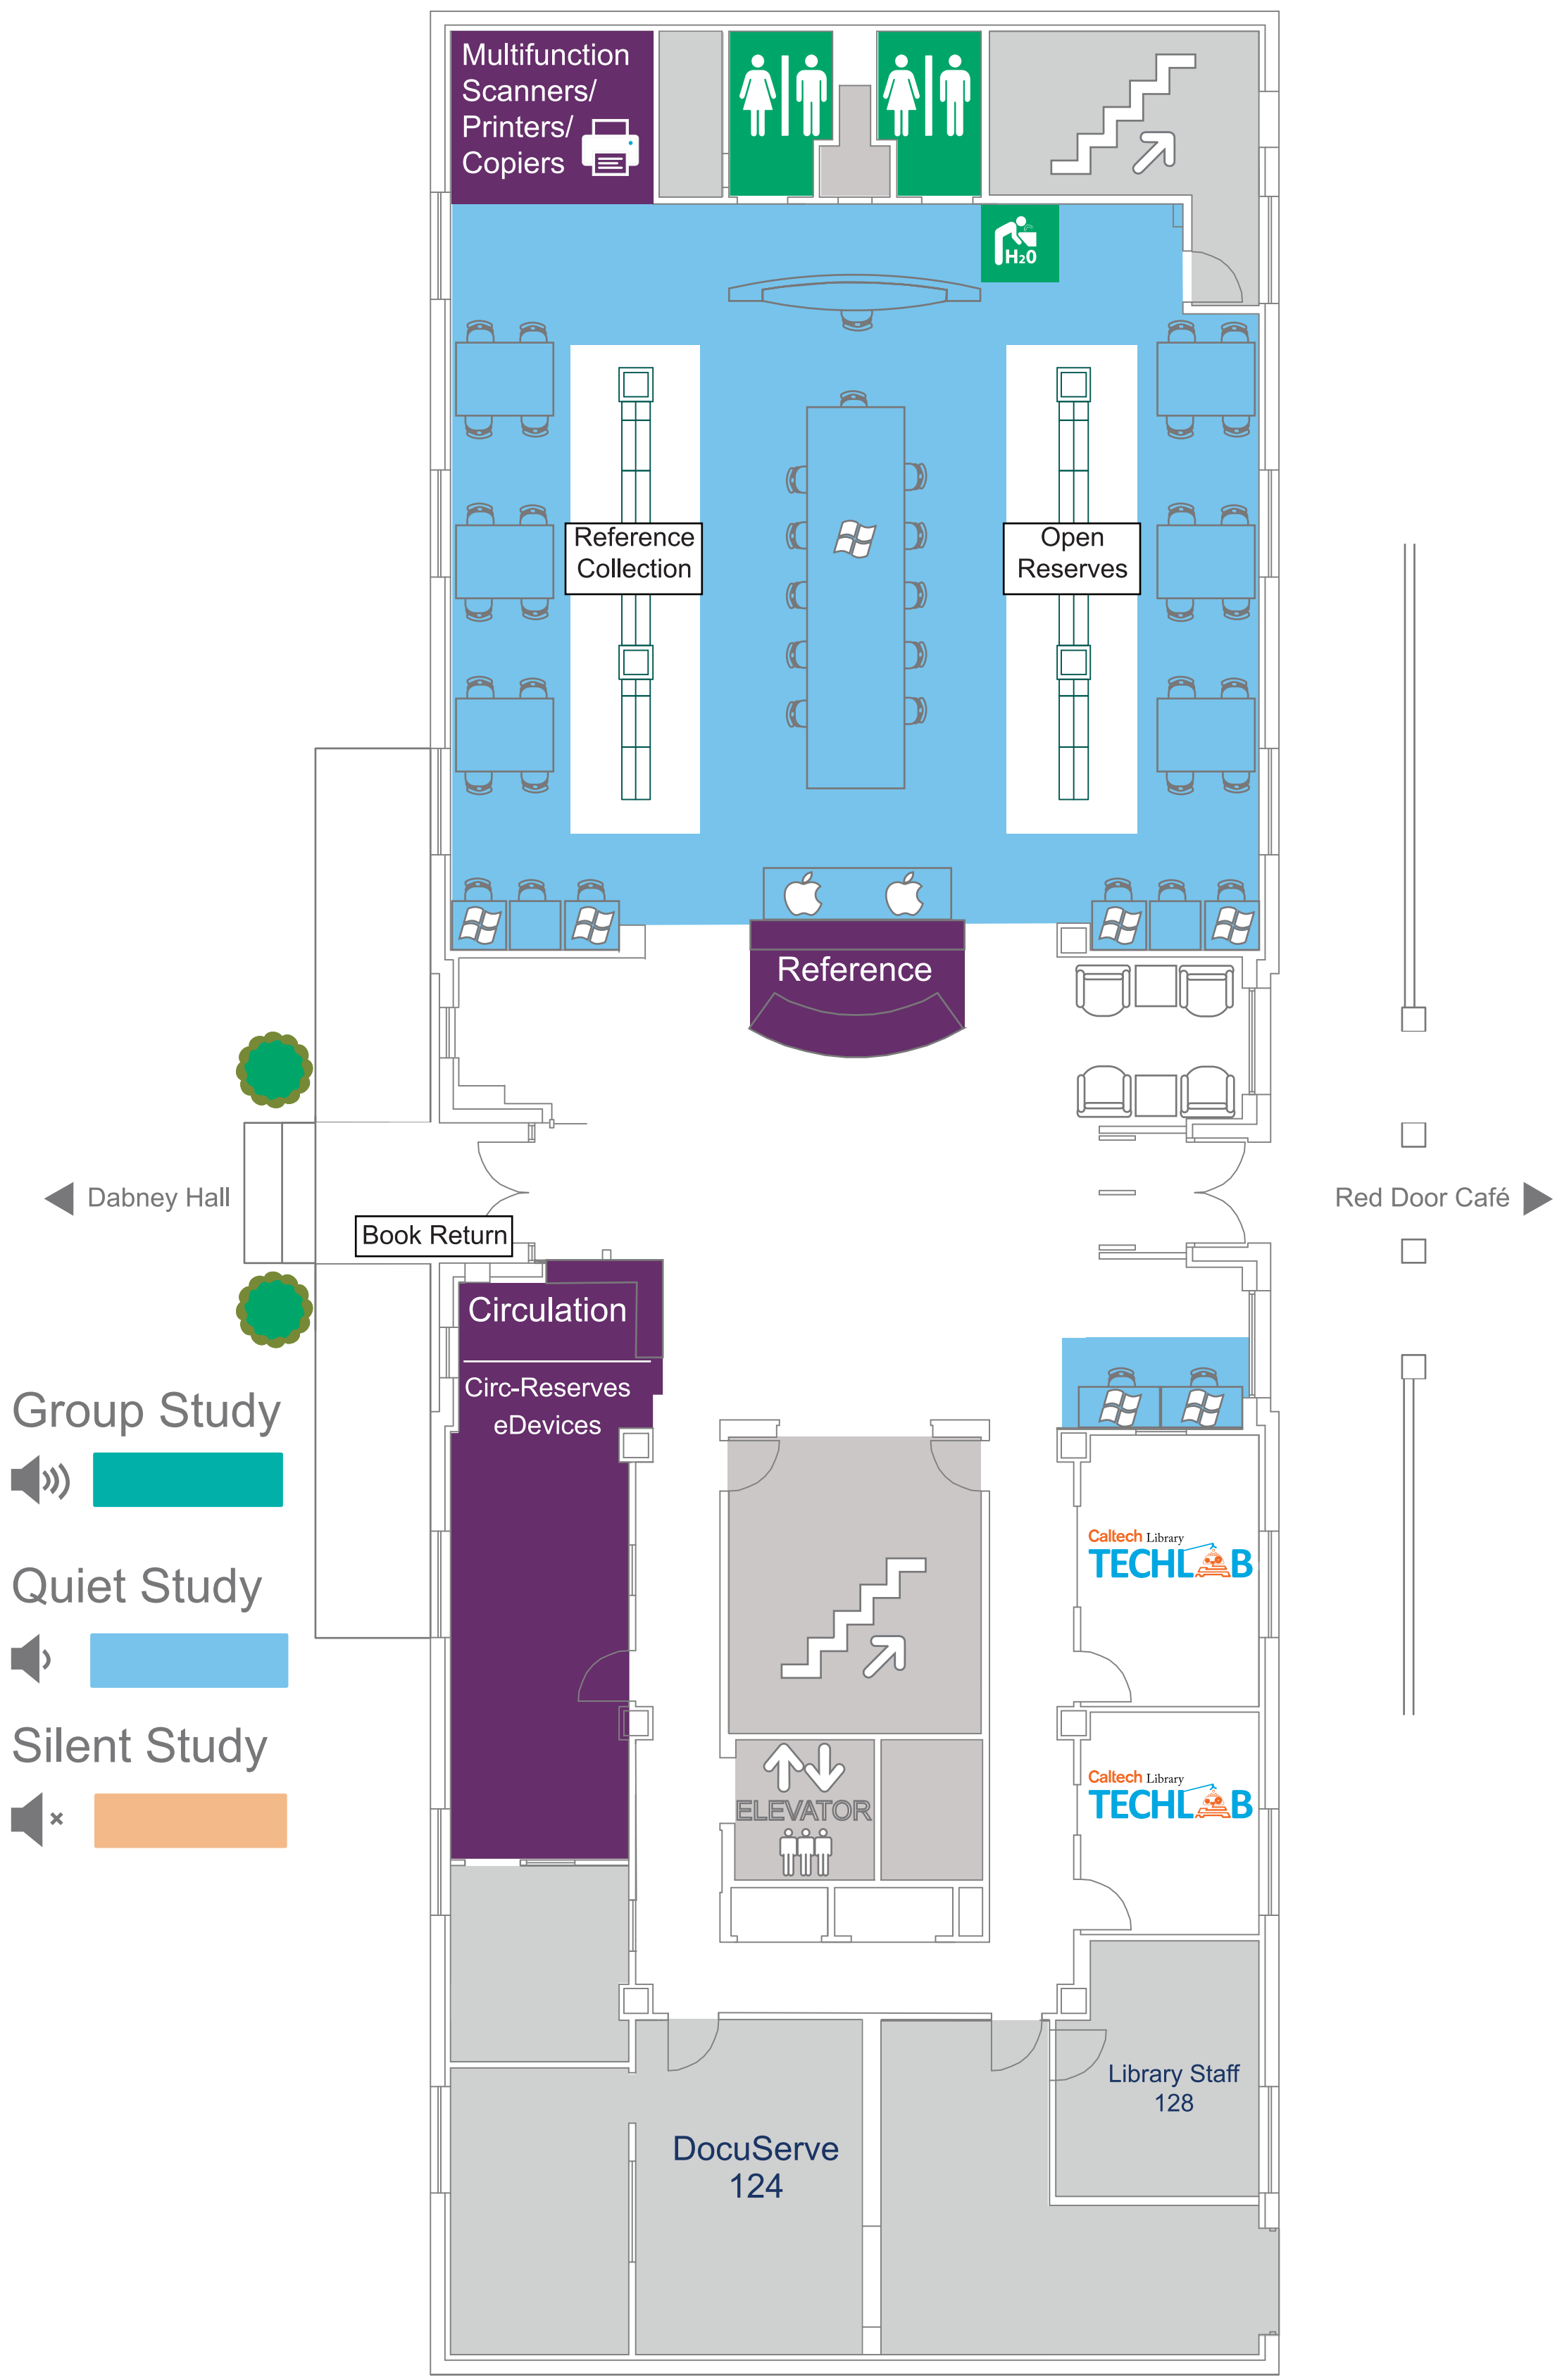 Multifunction
Scanners/
Printers/
Copiers
H20
Reference
Collection
Open
Reserves
Reference
Dabney Hall
Red Door Café
Book Return
Circulation
Circ-Reserves
eDevices
Group Study
Quiet Study
Silent Study
Caltech Library
TECHLAB
ELEVATOR
Caltech Library
TECHLAB
Library Staff
128
DocuServe
124